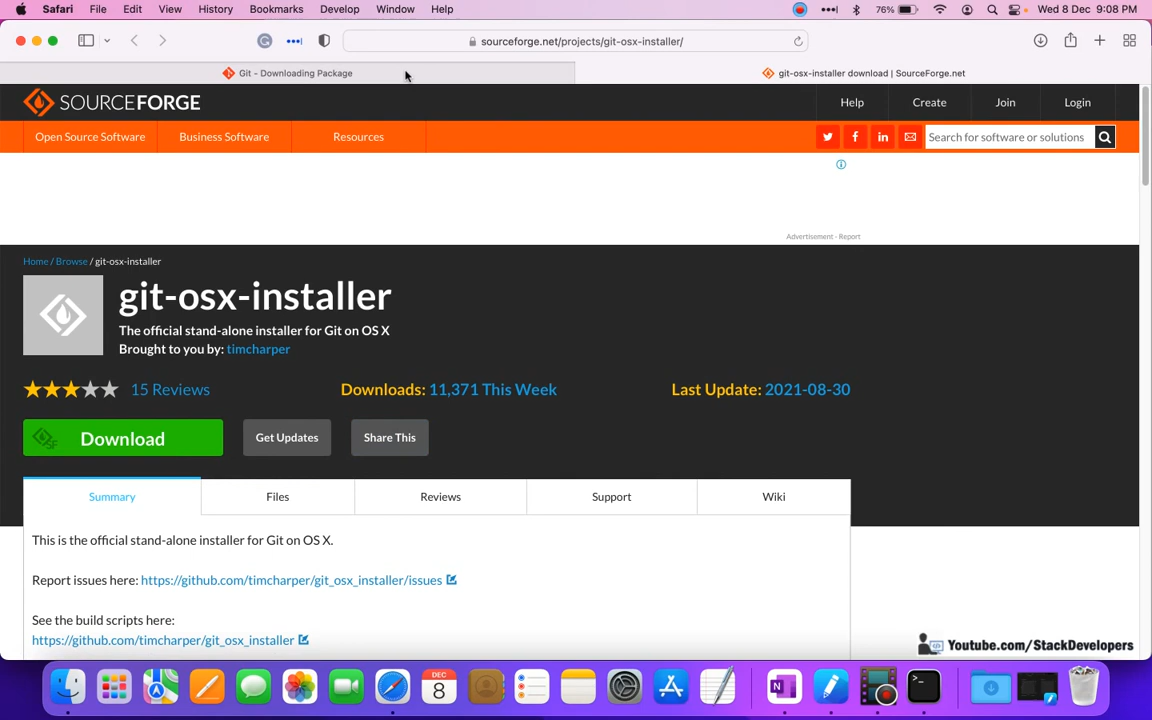 Safari File Edit View History Bookmarks Develop Window Help 76% Wed 8 Dec 9:08 PM
sourceforge.net/projects/git-osx-installer/
Git - Downloading Package
git-osx-installer download | SourceForge.net
SOURCEFORGE
Help Create Join Login
Open Source Software Business Software Resources
Search for software or solutions
Advertisement - Report
Home / Browse / git-osx-installer
git-osx-installer
The official stand-alone installer for Git on OS X
Brought to you by: timcharper
15 Reviews
Downloads: 11,371 This Week
Last Update: 2021-08-30
SF
Download
Get Updates
Share This
Summary Files Reviews Support Wiki
This is the official stand-alone installer for Git on OS X.
Report issues here: https://github.com/timcharper/git_osx_installer/issues
See the build scripts here:
https://github.com/timcharper/git_osx_installer
Youtube.com/StackDevelopers
DEC
8